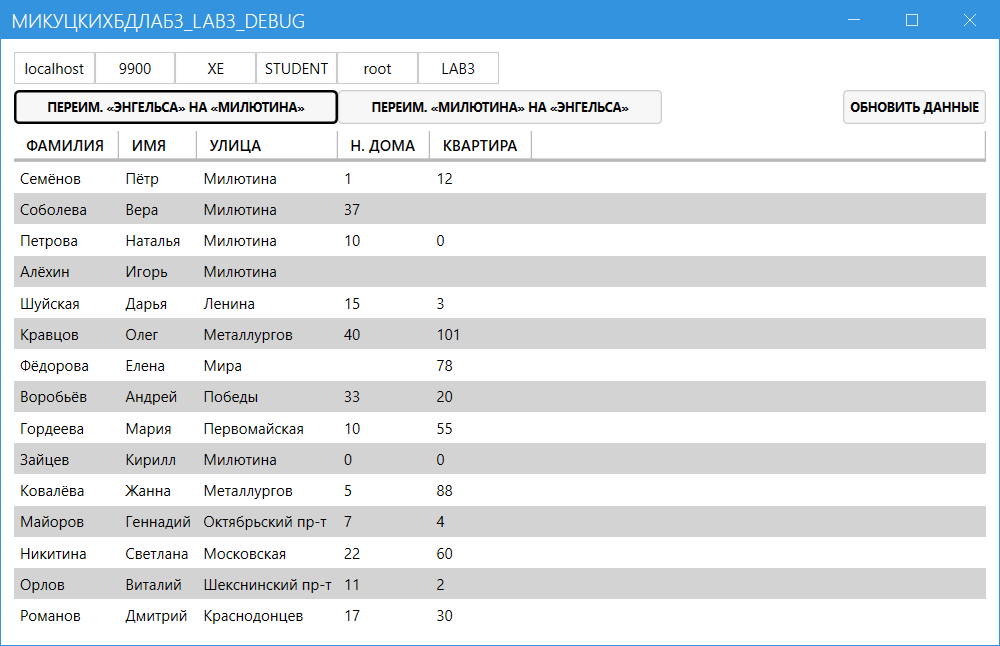 МИКУЦКИХБДЛАБ3_LAB3_DEBUG
localhost 9900 XE STUDENT root LAB3
ПЕРЕИМ. «ЭНГЕЛЬСА» НА «МИЛЮТИНА» ПЕРЕИМ. «МИЛЮТИНА» НА «ЭНГЕЛЬСА» ОБНОВИТЬ ДАННЫЕ
ФАМИЛИЯ ИМЯ УЛИЦА Н. ДОМА КВАРТИРА
Семёнов Пётр Милютина 1 12
Соболева Вера Милютина 37
Петрова Наталья Милютина 10 0
Алёхин Игорь Милютина
Шуйская Дарья Ленина 15 3
Кравцов Олег Металлургов 40 101
Фёдорова Елена Мира 78
Воробьёв Андрей Победы 33 20
Гордеева Мария Первомайская 10 55
Зайцев Кирилл Милютина 0 0
Ковалёва Жанна Металлургов 5 88
Майоров Геннадий Октябрьский пр-т 7 4
Никитина Светлана Московская 22 60
Орлов Виталий Шекснинский пр-т 11 2
Романов Дмитрий Краснодонцев 17 30